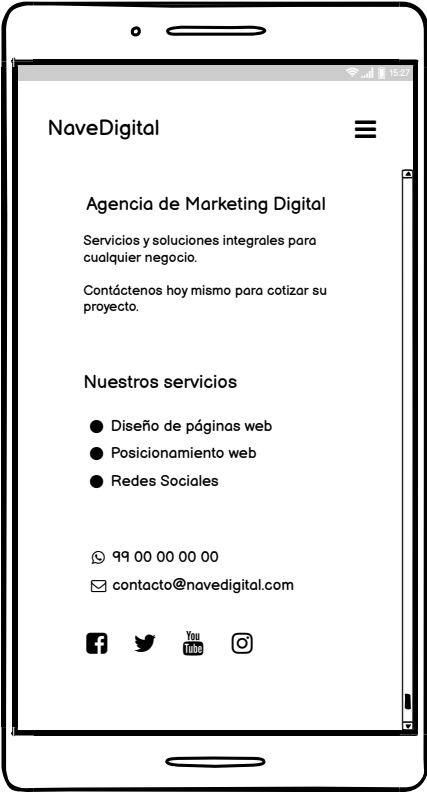 15:27
NaveDigital
Agencia de Marketing Digital
Servicios y soluciones integrales para
cualquier negocio.
Contáctenos hoy mismo para cotizar su
proyecto.
Nuestros servicios
Diseño de páginas web
Posicionamiento web
Redes Sociales
99 00 00 00 00
contacto@navedigital.com
You
Tube